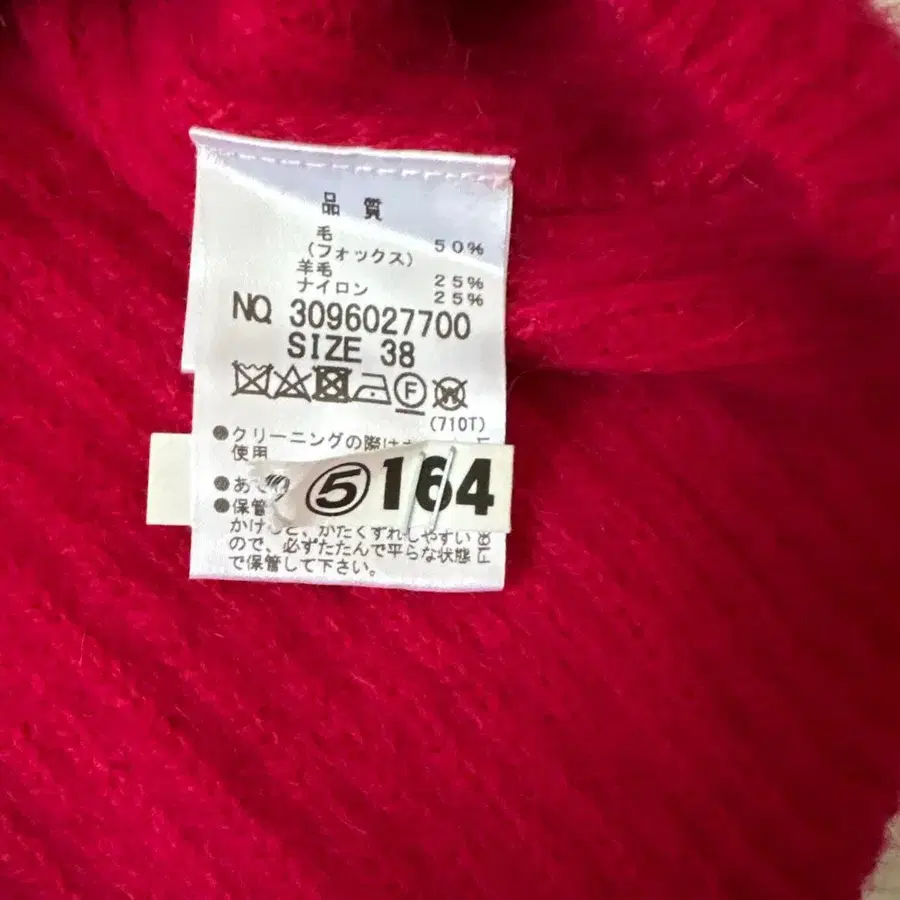 品質
毛 50%
(フォックス)
羊毛 25%
ナイロン 25%
NO 3096027700
SIZE 38
F W
(710T)
●クリーニングの際は
使用
●あ
⑤164
●保管
かけ かたくずれしやすい
ので、必ずたたんで平らな状態
で保管して下さい。